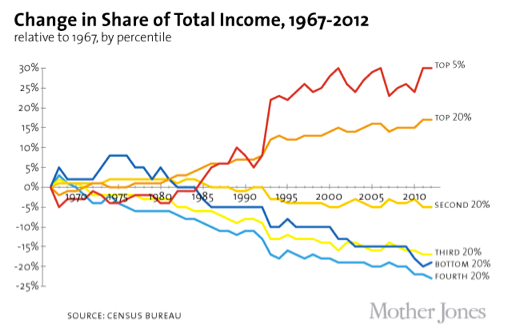 Change in Share of Total Income, 1967-2012
relative to 1967, by percentile
30%
25%
20%
15%
10%
5%
0%
-5%
-10%
-15%
-20%
-25%
1970
1975
1980
1985
1990
1995
2000
2005
2010
TOP 5%
TOP 20%
SECOND 20%
THIRD 20%
BOTTOM 20%
FOURTH 20%
SOURCE: CENSUS BUREAU
Mother Jones